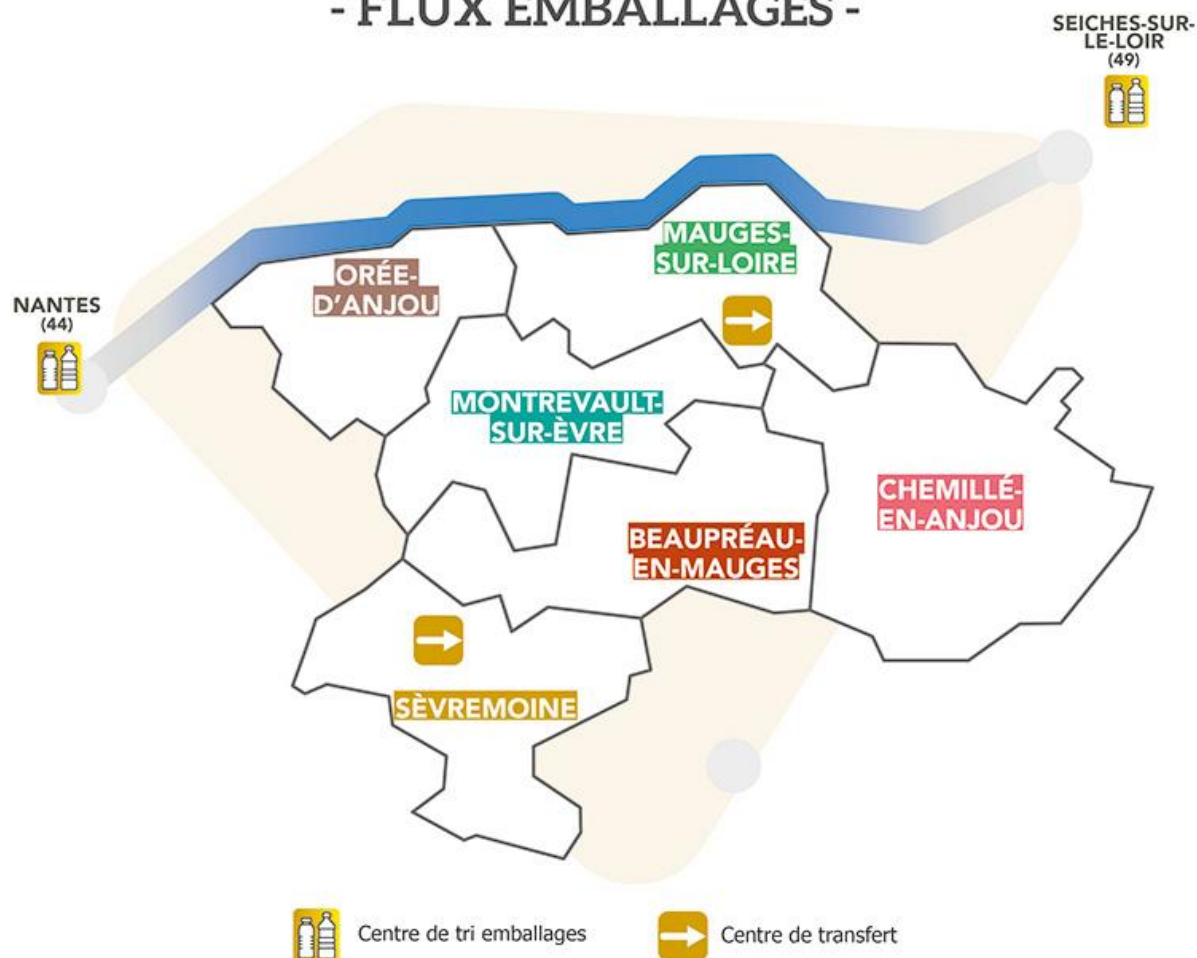 - FLUX EMBALLAGES -
SEICHES-SUR-
LE-LOIR
(49)
MAUGES-
SUR-LOIRE
ORÉE-
D'ANJOU
NANTES
(44)
MONTREVAULT-
SUR-ÈVRE
CHEMILLÉ-
EN-ANJOU
BEAUPRÉAU-
EN-MAUGES
SÈVREMOINE
Centre de tri emballages
Centre de transfert